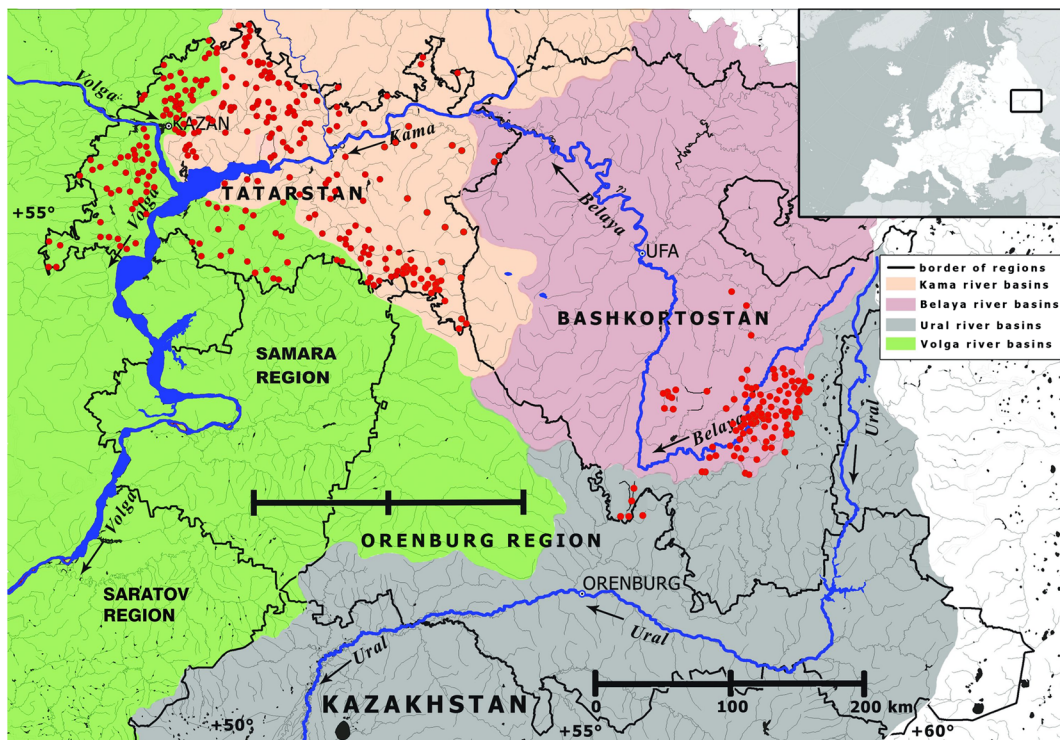 Volga
KAZAN
Kama
TATARSTAN
+55°
Volga
Belaya
UFA
border of regions
Kama river basins
Belaya river basins
Ural river basins
Volga river basins
BASHKORTOSTAN
SAMARA
REGION
Belaya
Ural
Volga
ORENBURG REGION
SARATOV
REGION
ORENBURG
Ural
Ural
KAZAKHSTAN
0
100
200 km
+50°
+55°
+60°